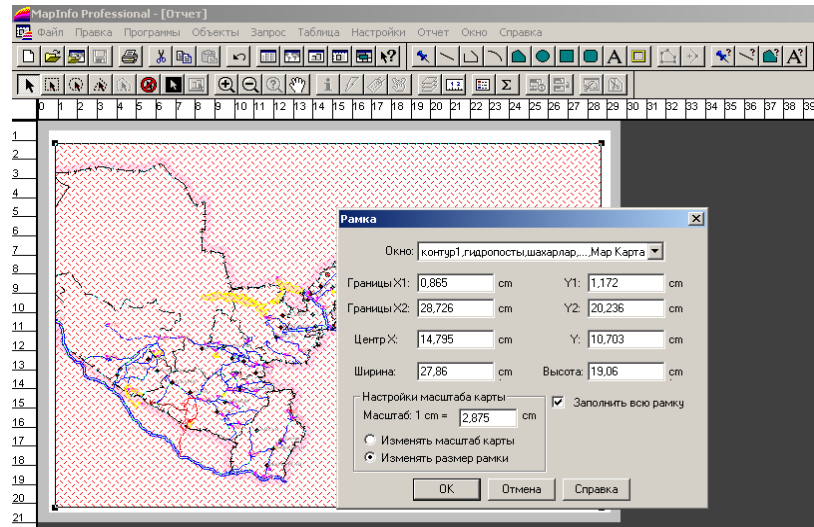 MapInfo Professional - [Отчет]
Файл Правка Программы Объекты Запрос Таблица Настройки Отчет Окно Справка
0 1 2 3 4 5 6 7 8 9 10 11 12 13 14 15 16 17 18 19 20 21 22 23 24 25 26 27 28 29 30 31 32 33 34 35 36 37 38 39
1
2
3
4
5
6
7
8
9
10
11
12
13
14
15
16
17
18
19
20
21
Рамка
Окно: контур1,гидропосты,шахарлар,...,Map Карта
Границы X1: 0,865 cm Y1: 1,172 cm
Границы X2: 28,726 cm Y2: 20,236 cm
Центр X: 14,795 cm Y: 10,703 cm
Ширина: 27,86 cm Высота: 19,06 cm
Настройки масштаба карты
Масштаб: 1 cm = 2,875 cm
Заполнить всю рамку
Изменять масштаб карты
Изменять размер рамки
OK Отмена Справка